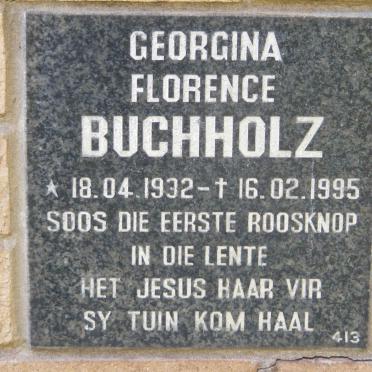 GEORGINA
FLORENCE
BUCHHOLZ
★ 18.04.1932 - † 16.02.1995
SOOS DIE EERSTE ROOSKNOP
IN DIE LENTE
HET JESUS HAAR VIR
SY TUIN KOM HAAL
413